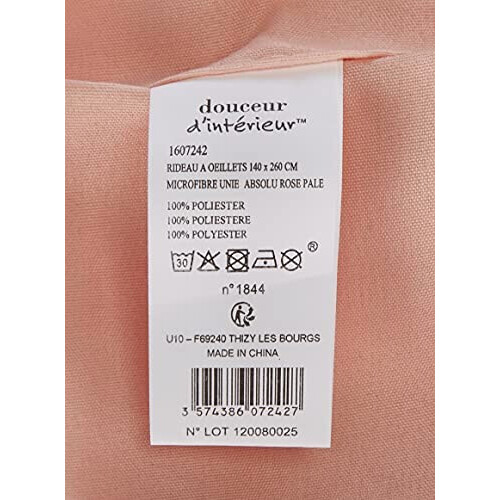 douceur
d'intérieur™
1607242
RIDEAU A OEILLETS 140 x 260 CM
MICROFIBRE UNIE ABSOLU ROSE PALE
100% POLIESTER
100% POLIESTERE
100% POLYESTER
30 ®
n°1844
U10 – F69240 THIZY LES BOURGS
MADE IN CHINA
3 574386 072427
N° LOT 120080025